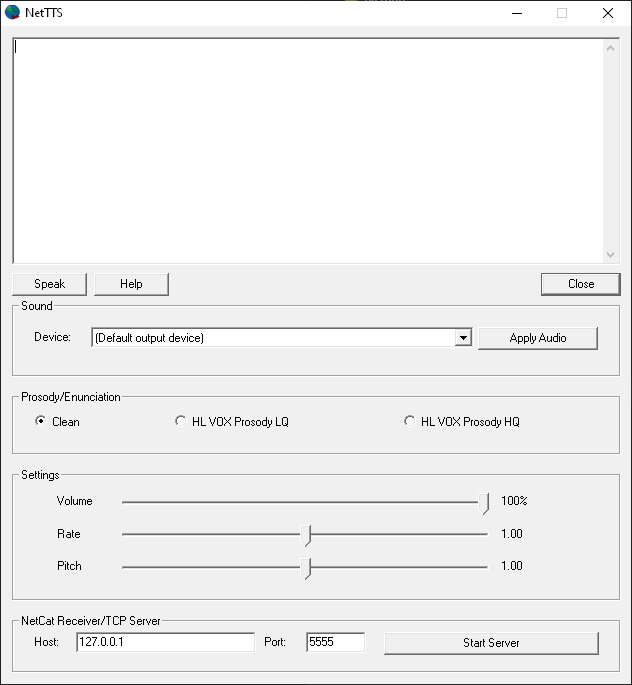 NetTTS
Speak Help Close
Sound
Device: (Default output device) Apply Audio
Prosody/Enunciation
Clean HL VOX Prosody LQ HL VOX Prosody HQ
Settings
Volume 100%
Rate 1.00
Pitch 1.00
NetCat Receiver/TCP Server
Host: 127.0.0.1 Port: 5555 Start Server